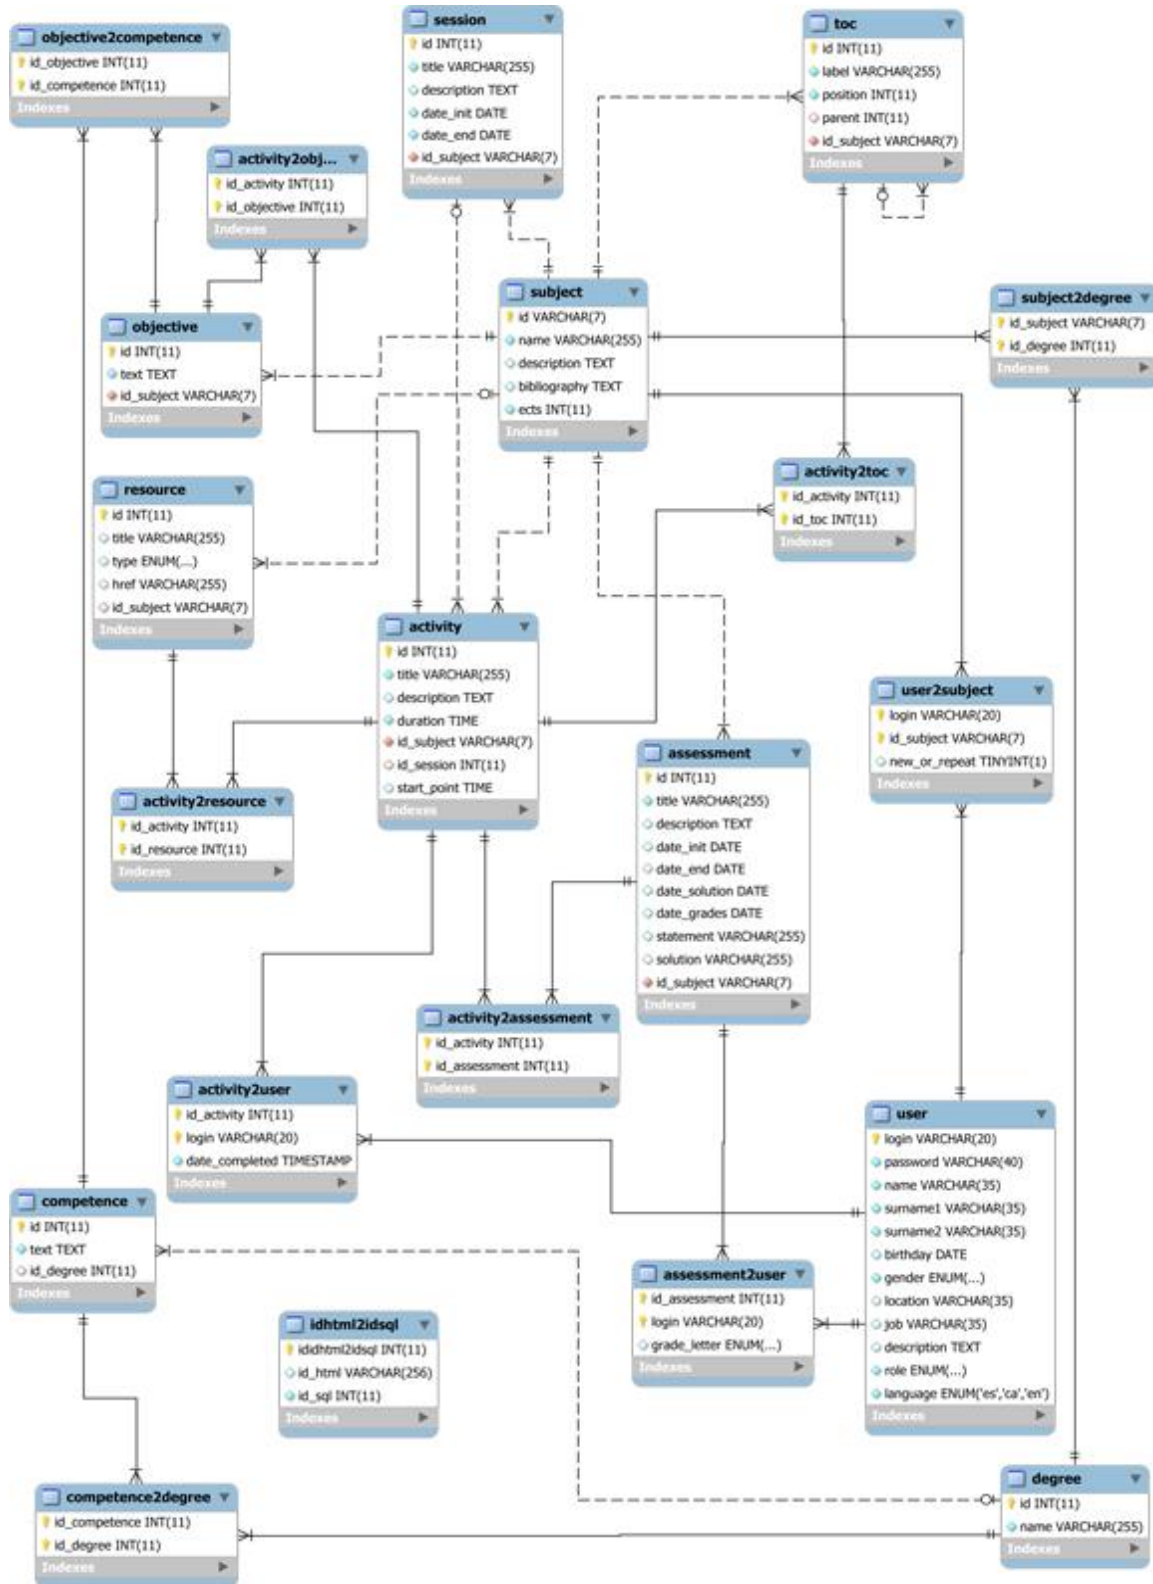 objective2competence
id_objective INT(11)
id_competence INT(11)
Indexes
session
id INT(11)
title VARCHAR(255)
description TEXT
date_init DATE
date_end DATE
id_subject VARCHAR(7)
Indexes
toc
id INT(11)
label VARCHAR(255)
position INT(11)
parent INT(11)
id_subject VARCHAR(7)
Indexes
activity2obj...
id_activity INT(11)
id_objective INT(11)
Indexes
objective
id INT(11)
text TEXT
id_subject VARCHAR(7)
Indexes
subject
id VARCHAR(7)
name VARCHAR(255)
description TEXT
bibliography TEXT
ects INT(11)
Indexes
subject2degree
id_subject VARCHAR(7)
id_degree INT(11)
Indexes
resource
id INT(11)
title VARCHAR(255)
type ENUM(...)
href VARCHAR(255)
id_subject VARCHAR(7)
Indexes
activity2toc
id_activity INT(11)
id_toc INT(11)
Indexes
activity
id INT(11)
title VARCHAR(255)
description TEXT
duration TIME
id_subject VARCHAR(7)
id_session INT(11)
start_point TIME
Indexes
user2subject
login VARCHAR(20)
id_subject VARCHAR(7)
new_or_repeat TINYINT(1)
Indexes
assessment
id INT(11)
title VARCHAR(255)
description TEXT
date_init DATE
date_end DATE
date_solution DATE
date_grades DATE
statement VARCHAR(255)
solution VARCHAR(255)
id_subject VARCHAR(7)
Indexes
activity2resource
id_activity INT(11)
id_resource INT(11)
Indexes
activity2assessment
id_activity INT(11)
id_assessment INT(11)
Indexes
activity2user
id_activity INT(11)
login VARCHAR(20)
date_completed TIMESTAMP
Indexes
user
login VARCHAR(20)
password VARCHAR(40)
name VARCHAR(35)
surname1 VARCHAR(35)
surname2 VARCHAR(35)
birthday DATE
gender ENUM(...)
location VARCHAR(35)
job VARCHAR(35)
description TEXT
role ENUM(...)
language ENUM('es','ca','en')
Indexes
competence
id INT(11)
text TEXT
id_degree INT(11)
Indexes
assessment2user
id_assessment INT(11)
login VARCHAR(20)
grade_letter ENUM(...)
Indexes
idhtml2idsql
ididhtml2idsql INT(11)
id_html VARCHAR(256)
id_sql INT(11)
Indexes
competence2degree
id_competence INT(11)
id_degree INT(11)
Indexes
degree
id INT(11)
name VARCHAR(255)
Indexes